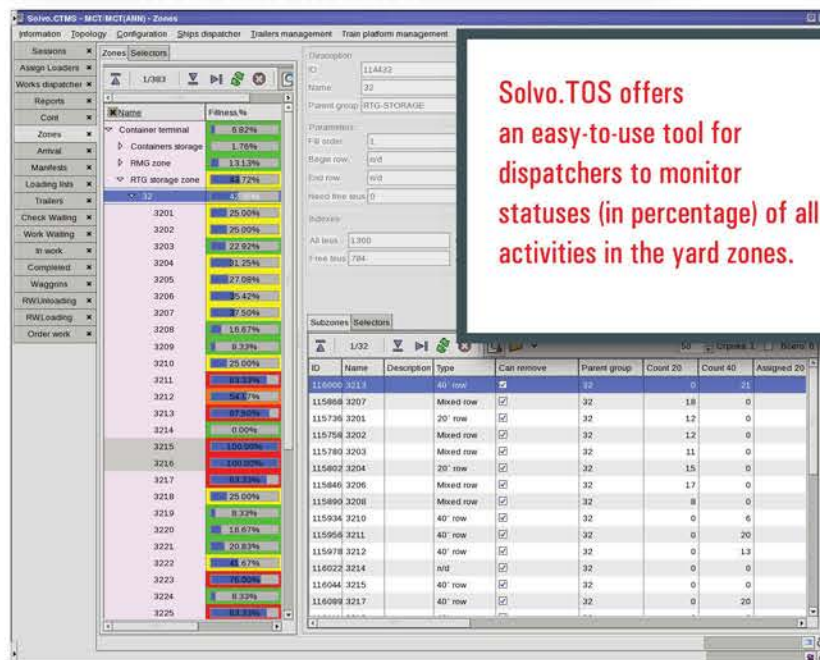 Solvo.CTMS - MCT:MCT(ANN) - Zones
Information Topology Configuration Ships dispatcher Trailers management Train platform management
Sessions
Assign Loaders
Works dispatcher
Reports
Cont
Zones
Arrival
Manifests
Loading lists
Trailers
Check Waiting
Work Waiting
In work
Completed
Waggrins
RWUnloading
RWLoading
Order work
Zones Selectors
1/383
Name Fillness,%
Container terminal 6.82%
Containers storage 1.76%
RMG zone 13.13%
RTG storage zone 43.72%
32
3201 25.00%
3202 25.00%
3203 22.92%
3204 31.25%
3205 27.08%
3206 35.42%
3207 37.50%
3208 16.67%
3209 8.33%
3210 25.00%
3211 83.33%
3212 54.17%
3213 87.50%
3214 0.00%
3215 100.00%
3216 100.00%
3217 83.33%
3218 25.00%
3219 8.33%
3220 16.67%
3221 20.83%
3222 41.67%
3223 75.00%
3224 8.33%
3225 83.33%
Description
ID: 114432
Name: 32
Parent group: RTG-STORAGE
Parameters
Fill order: 1
Begin row: n/d
End row: n/d
Need free teus: 0
Indexes
All teus: 1300
Free teus: 784
Solvo.TOS offers
an easy-to-use tool for
dispatchers to monitor
statuses (in percentage) of all
activities in the yard zones.
Subzones Selectors
1/32 50
ID Name Description Type Can remove Parent group Count 20 Count 40 Assigned 20
116000 3213 40' row 32 0 21
115868 3207 Mixed row 32 18 0
115736 3201 20' row 32 12 0
115758 3202 Mixed row 32 12 0
115780 3203 Mixed row 32 11 0
115802 3204 20' row 32 15 0
115846 3206 Mixed row 32 17 0
115890 3208 Mixed row 32 8 0
115934 3210 40' row 32 0 6
115956 3211 40' row 32 0 20
115978 3212 40' row 32 0 13
116022 3214 n/d 32 0 0
116044 3215 40' row 32 0 0
116099 3217 40' row 32 0 20